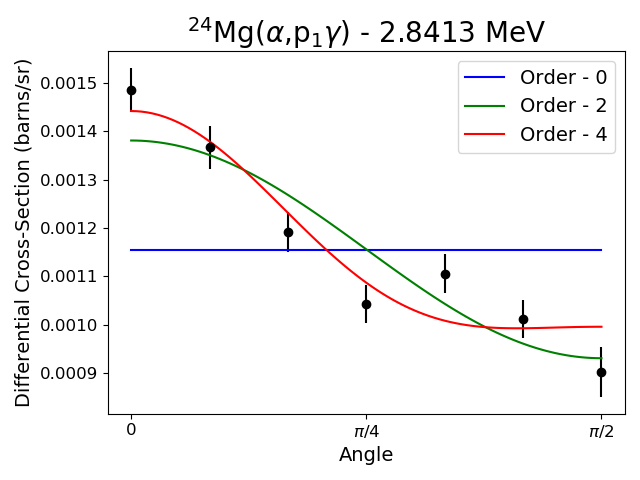 ²⁴Mg(α,p₁γ) - 2.8413 MeV
Order - 0
Order - 2
Order - 4
Differential Cross-Section (barns/sr)
0.0015
0.0014
0.0013
0.0012
0.0011
0.0010
0.0009
0 π/4 π/2
Angle